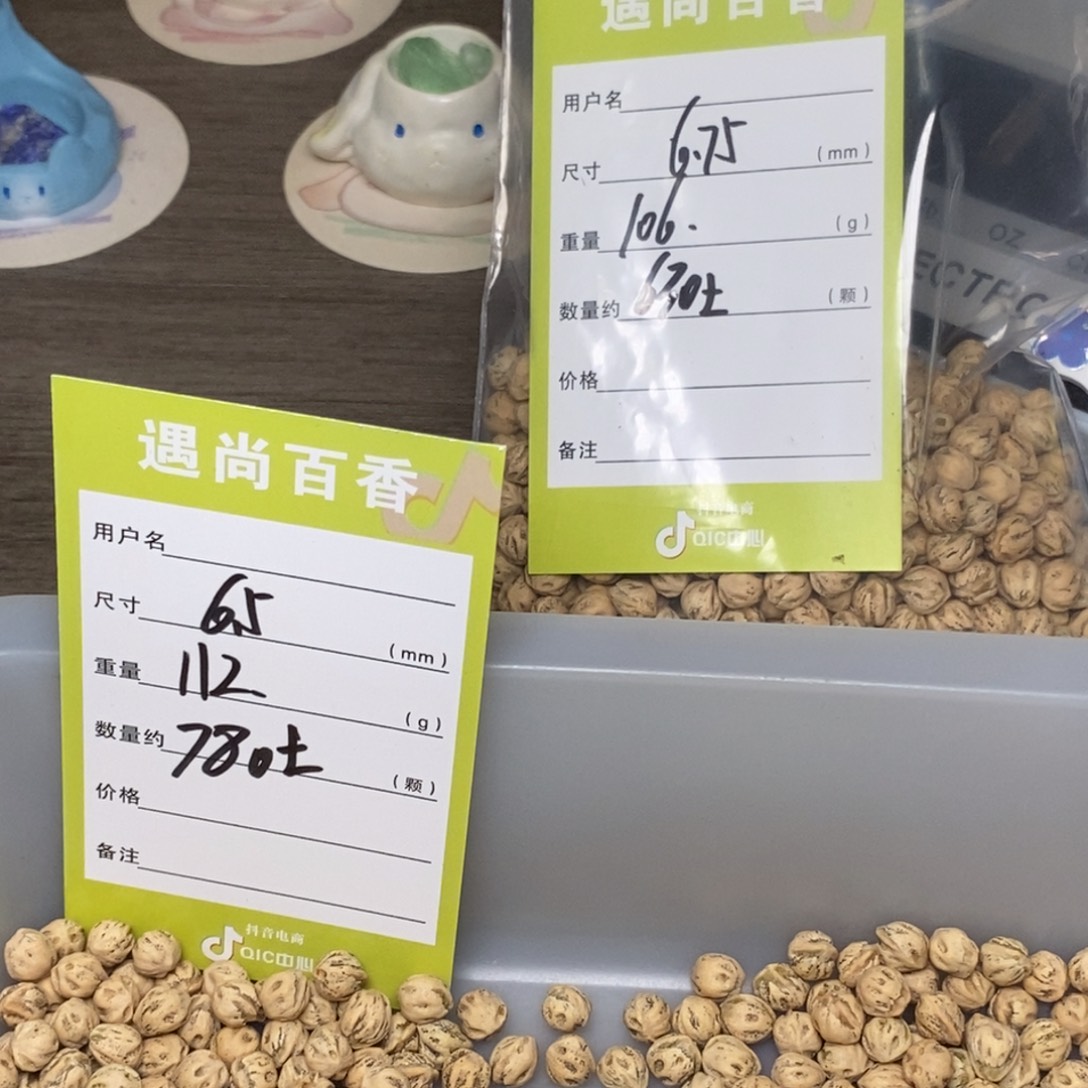 遇尚百香
用户名
尺寸 6.75 (mm)
重量 106. (g)
数量约 670± (颗)
价格
备注
抖音电商
QIC中心
OZ
遇尚百香
用户名
尺寸 6.5 (mm)
重量 112 (g)
数量约 780± (颗)
价格
备注
抖音电商
QIC中心